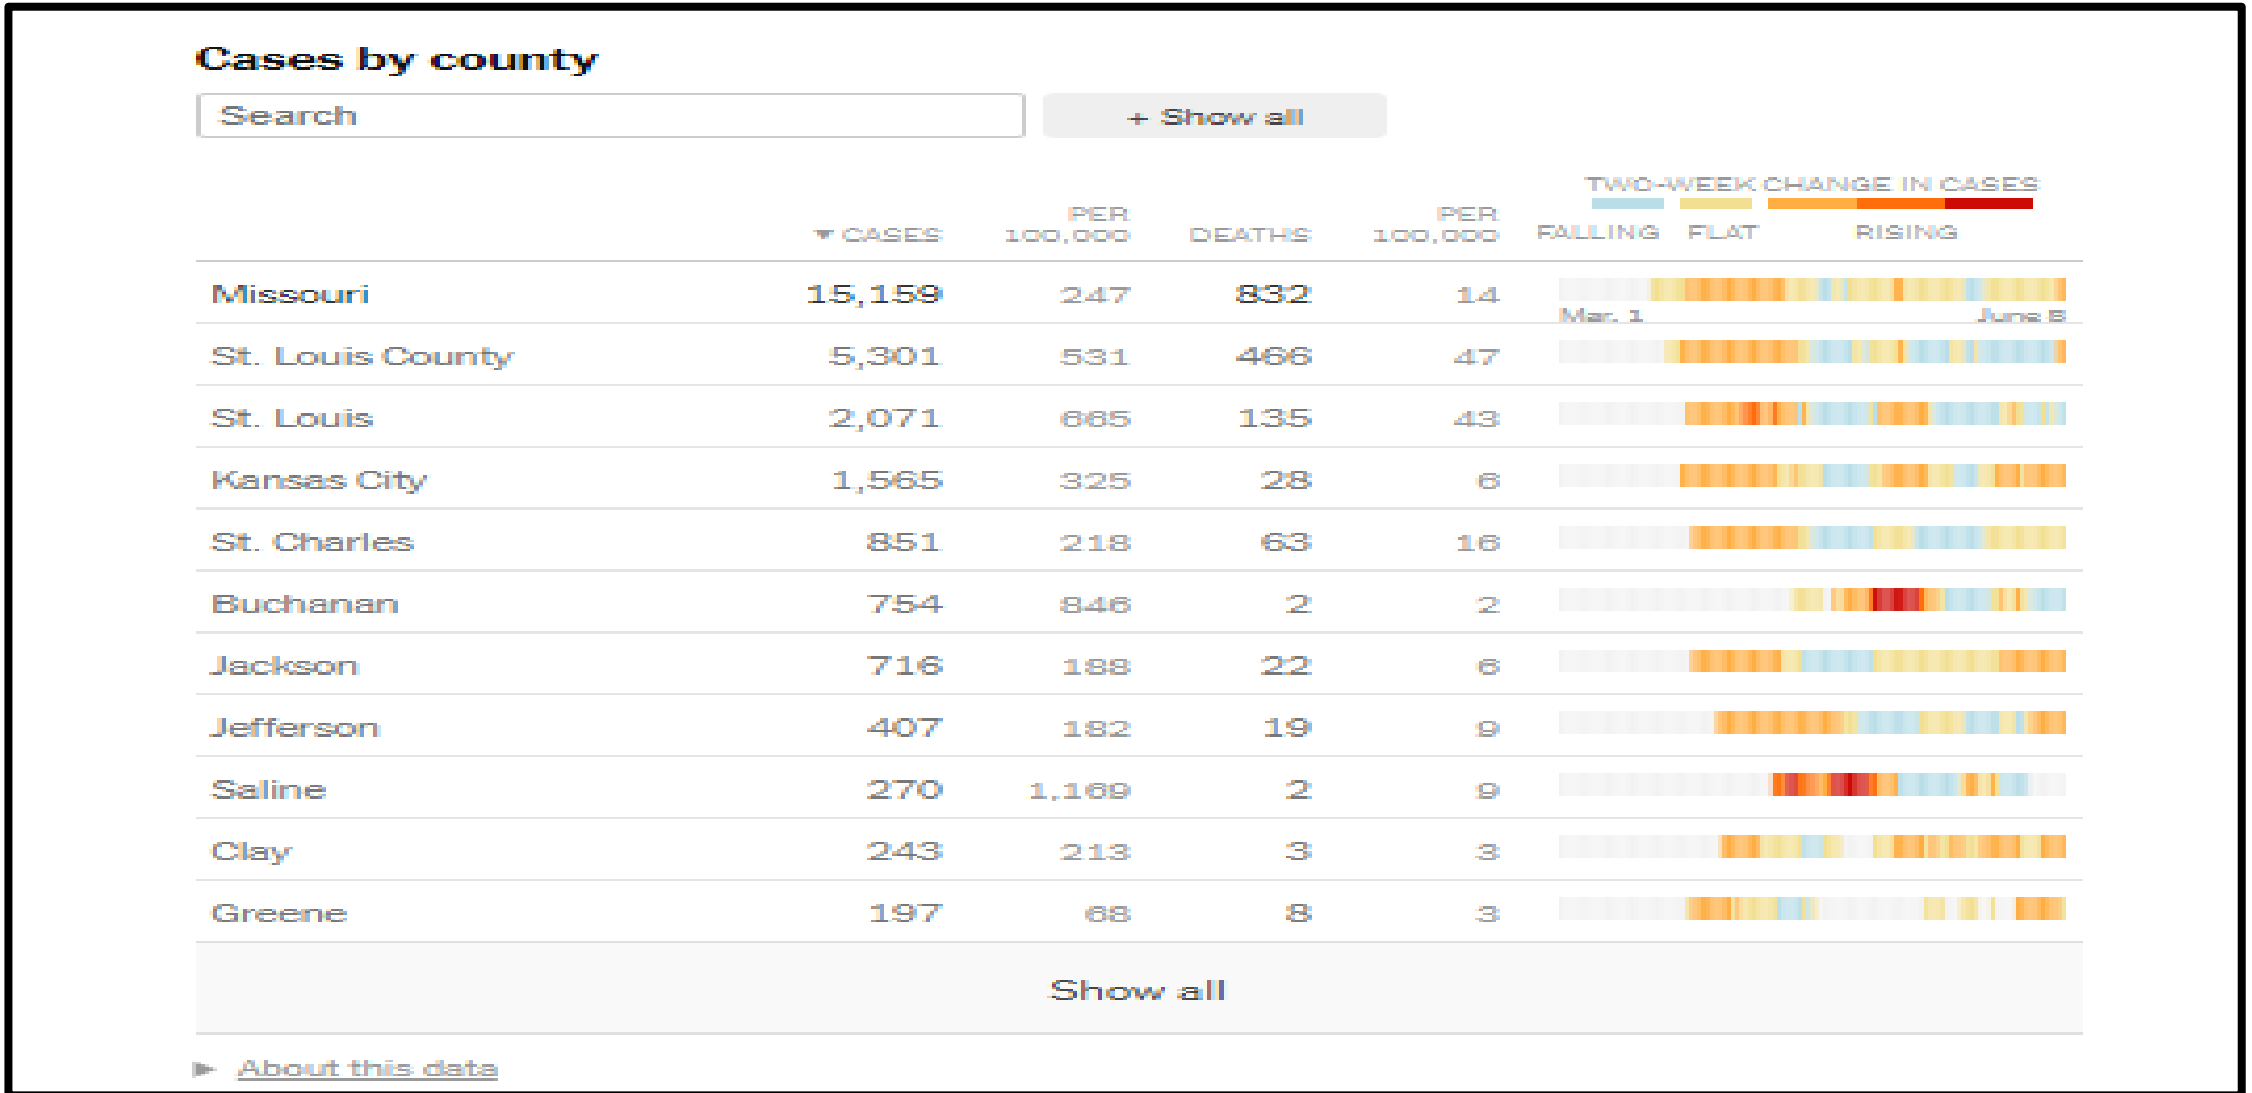 Cases by county
Search
+ Show all
TWO-WEEK CHANGE IN CASES
▼ CASES PER 100,000 DEATHS PER 100,000 FALLING FLAT RISING
Missouri 15,159 247 832 14
Mar. 1 June 8
St. Louis County 5,301 531 466 47
St. Louis 2,071 665 135 43
Kansas City 1,565 325 28 6
St. Charles 851 218 63 16
Buchanan 754 846 2 2
Jackson 716 188 22 6
Jefferson 407 182 19 9
Saline 270 1,169 2 9
Clay 243 213 3 3
Greene 197 68 8 3
Show all
► About this data